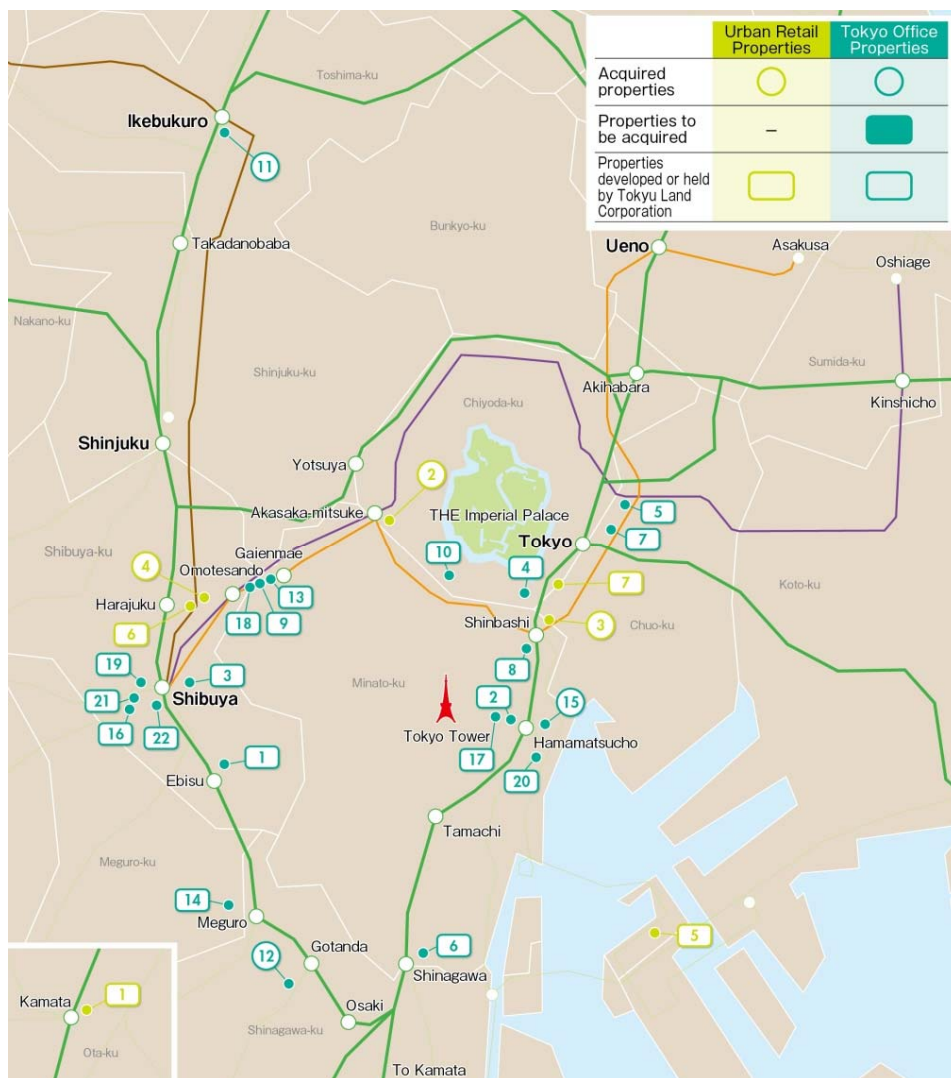 Urban Retail
Properties
Tokyo Office
Properties
Acquired
properties
Properties to
be acquired
–
Properties
developed or held
by Tokyu Land
Corporation
Toshima-ku
Ikebukuro
11
Bunkyo-ku
Takadanobaba
Ueno
Asakusa
Oshiage
Nakano-ku
Shinjuku-ku
Sumida-ku
Akihabara
Kinshicho
Chiyoda-ku
Shinjuku
Yotsuya
2
Akasaka-mitsuke
THE Imperial Palace
5
Tokyo
7
Shibuya-ku
Gaienmae
10
4
4
Omotesando
13
7
Koto-ku
Harajuku
18
9
6
3
Chuo-ku
Shinbashi
8
19
3
Minato-ku
21
Shibuya
16
22
2
15
Tokyo Tower
17
Hamamatsucho
20
1
Ebisu
Tamachi
Meguro-ku
14
Meguro
5
Gotanda
6
12
Shinagawa
Osaki
Shinagawa-ku
Kamata
1
Ota-ku
To Kamata